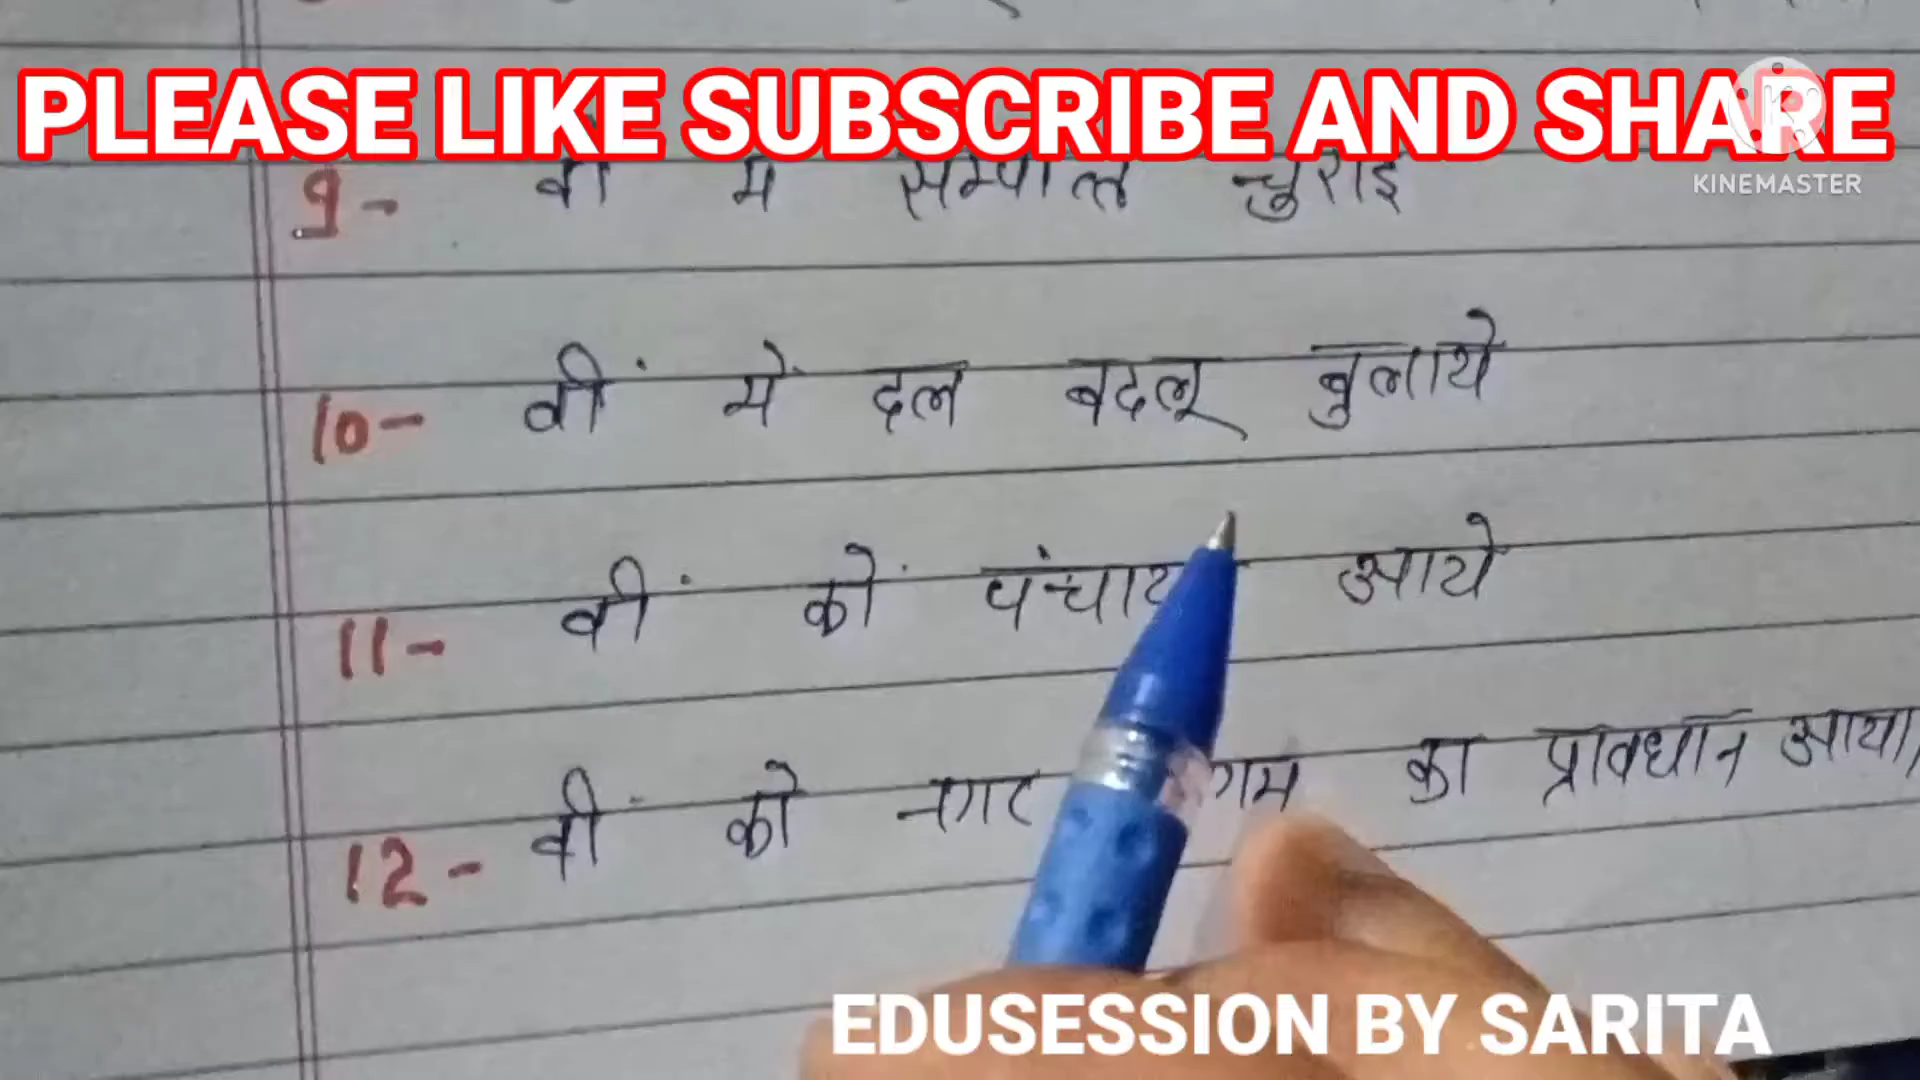 PLEASE LIKE SUBSCRIBE AND SHARE
KINEMASTER
9- वी में सम्पत्ति चुराई
10- वीं में दल बदलू बुलाये
11- वीं कों पंचाय आये
12- वीं को नगर गम का प्रावधान आया
EDUSESSION BY SARITA